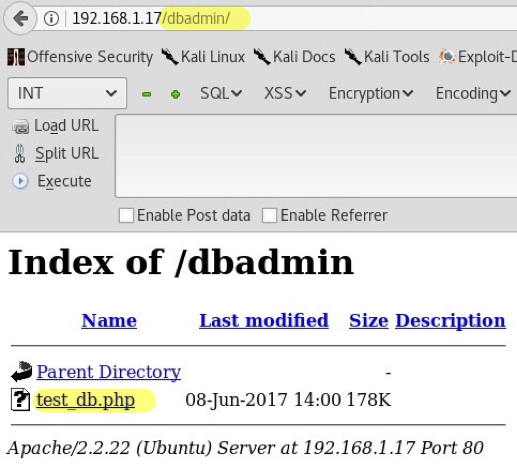 192.168.1.17/dbadmin/
Offensive Security Kali Linux Kali Docs Kali Tools Exploit-D
INT SQL XSS Encryption Encoding
Load URL
Split URL
Execute
Enable Post data Enable Referrer
Index of /dbadmin
Name Last modified Size Description
Parent Directory -
test_db.php 08-Jun-2017 14:00 178K
Apache/2.2.22 (Ubuntu) Server at 192.168.1.17 Port 80